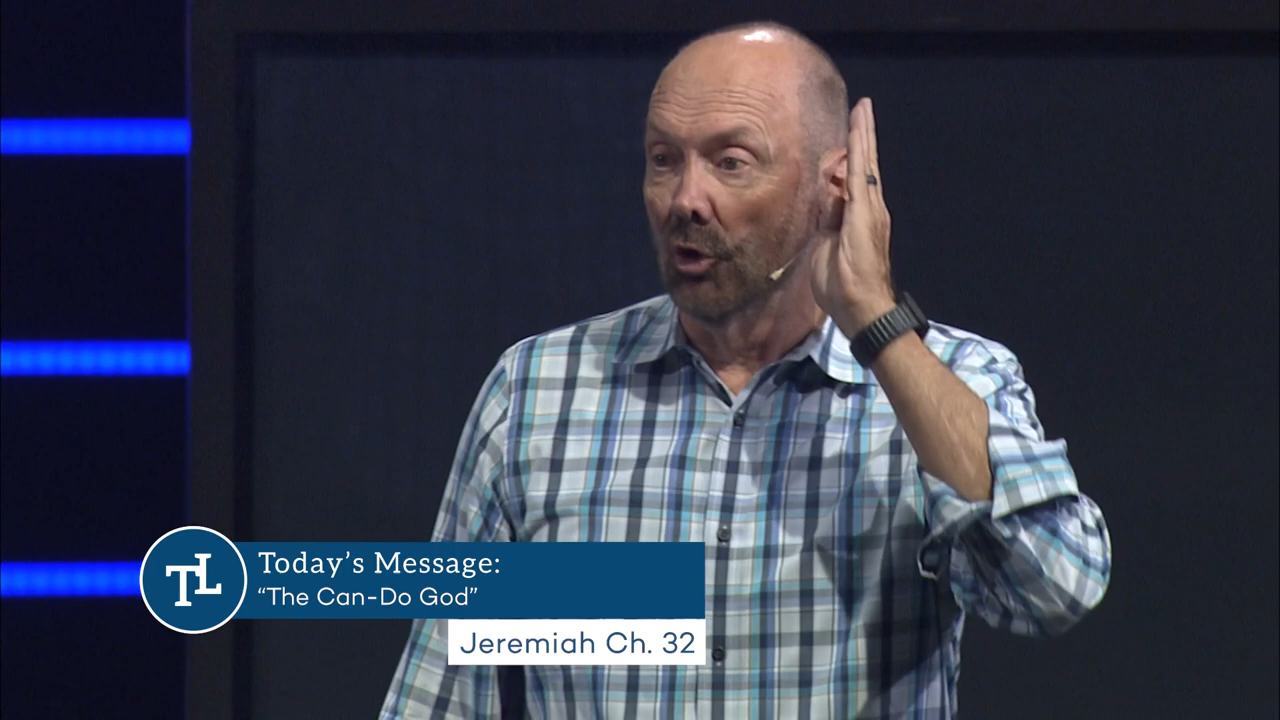 TL
Today's Message:
“The Can-Do God”
Jeremiah Ch. 32